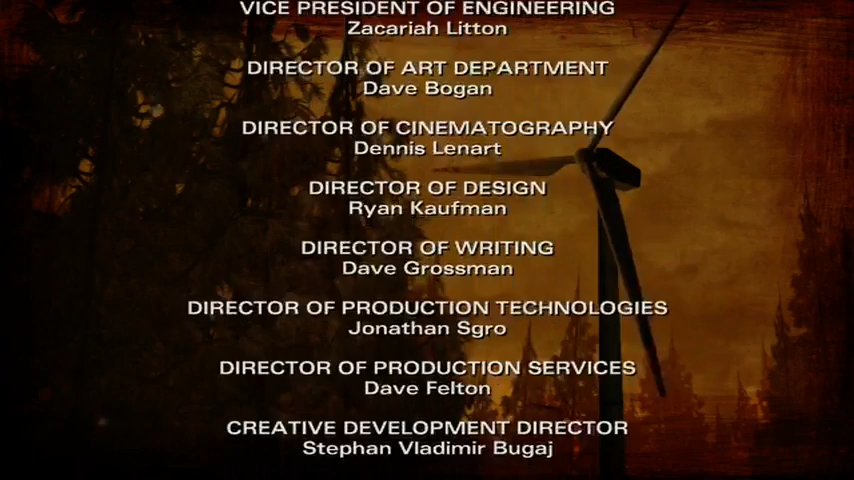 VICE PRESIDENT OF ENGINEERING
Zacariah Litton
DIRECTOR OF ART DEPARTMENT
Dave Bogan
DIRECTOR OF CINEMATOGRAPHY
Dennis Lenart
DIRECTOR OF DESIGN
Ryan Kaufman
DIRECTOR OF WRITING
Dave Grossman
DIRECTOR OF PRODUCTION TECHNOLOGIES
Jonathan Sgro
DIRECTOR OF PRODUCTION SERVICES
Dave Felton
CREATIVE DEVELOPMENT DIRECTOR
Stephan Vladimir Bugaj